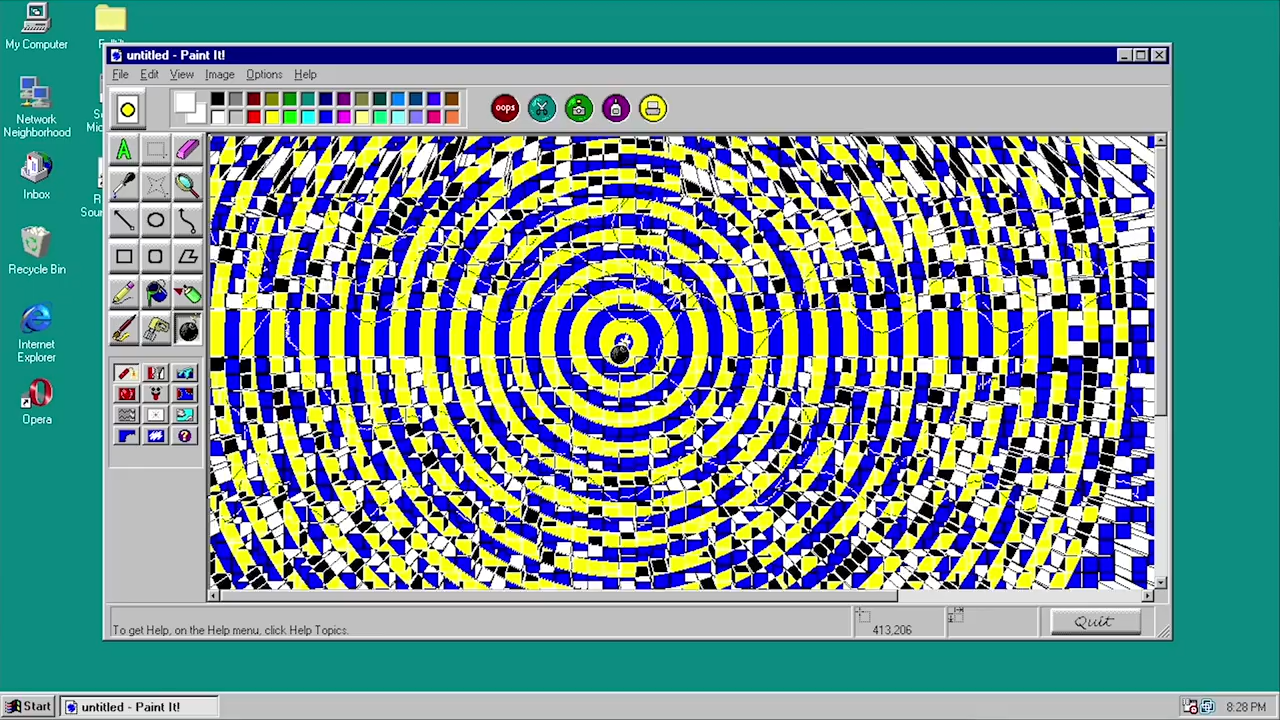 My Computer
Network
Neighborhood
Inbox
Recycle Bin
Internet
Explorer
Opera
untitled - Paint It!
File Edit View Image Options Help
oops
A
?
To get Help, on the Help menu, click Help Topics.
413,206
Quit
Start
untitled - Paint It!
8:28 PM